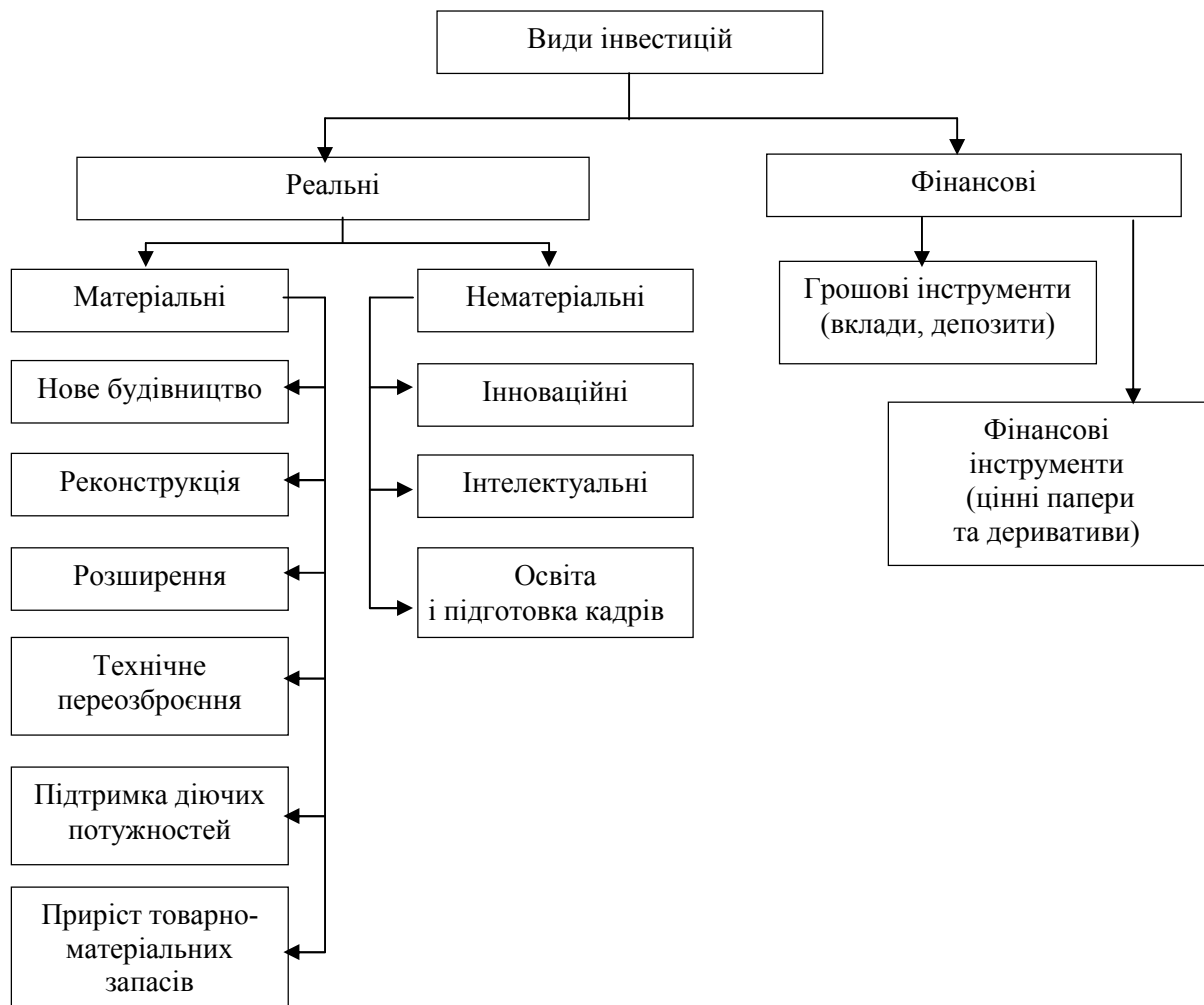 Види інвестицій
Реальні
Фінансові
Матеріальні
Нематеріальні
Грошові інструменти
(вклади, депозити)
Нове будівництво
Інноваційні
Фінансові
інструменти
(цінні папери
та деривативи)
Реконструкція
Інтелектуальні
Розширення
Освіта
і підготовка кадрів
Технічне
переозброєння
Підтримка діючих
потужностей
Приріст товарно-
матеріальних
запасів